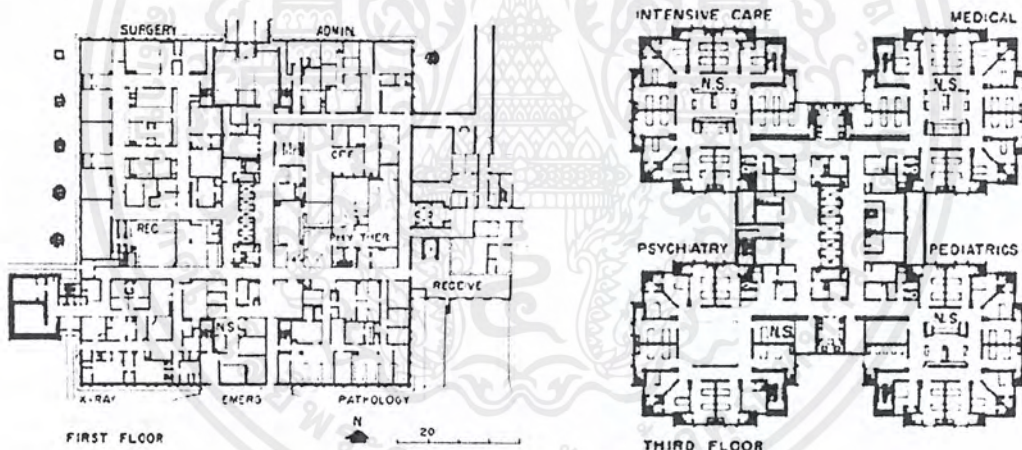 SURGERY
ADMIN
REC
PHY THER
RECEIVE
N.S.
X-RAY
EMERG
PATHOLOGY
FIRST FLOOR
N
20
INTENSIVE CARE
MEDICAL
N.S.
N.S.
PSYCHIATRY
PEDIATRICS
N.S.
N.S.
THIRD FLOOR